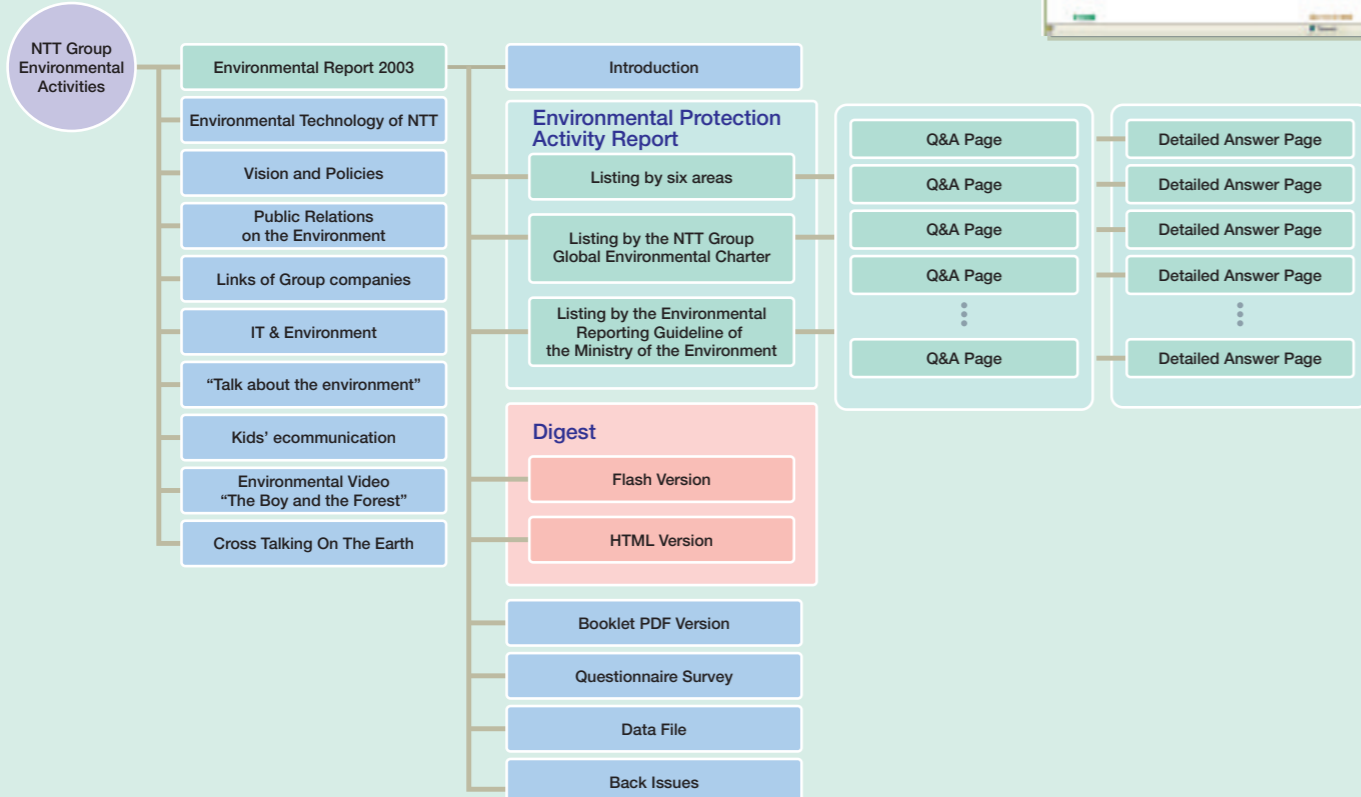 NTT Group
Environmental
Activities
Environmental Report 2003
Environmental Technology of NTT
Vision and Policies
Public Relations
on the Environment
Links of Group companies
IT & Environment
“Talk about the environment”
Kids’ ecommunication
Environmental Video
“The Boy and the Forest”
Cross Talking On The Earth
Introduction
Environmental Protection
Activity Report
Listing by six areas
Listing by the NTT Group
Global Environmental Charter
Listing by the Environmental
Reporting Guideline of
the Ministry of the Environment
Digest
Flash Version
HTML Version
Booklet PDF Version
Questionnaire Survey
Data File
Back Issues
Q&A Page
Q&A Page
Q&A Page
Q&A Page
Q&A Page
Detailed Answer Page
Detailed Answer Page
Detailed Answer Page
Detailed Answer Page
Detailed Answer Page